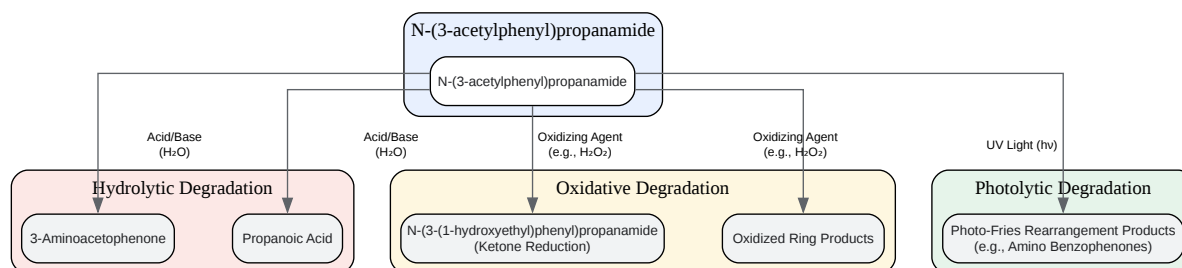 N-(3-acetylphenyl)propanamide
N-(3-acetylphenyl)propanamide
Acid/Base
(H₂O)
Acid/Base
(H₂O)
Oxidizing Agent
(e.g., H₂O₂)
Oxidizing Agent
(e.g., H₂O₂)
UV Light (hν)
Hydrolytic Degradation
3-Aminoacetophenone
Propanoic Acid
Oxidative Degradation
N-(3-(1-hydroxyethyl)phenyl)propanamide
(Ketone Reduction)
Oxidized Ring Products
Photolytic Degradation
Photo-Fries Rearrangement Products
(e.g., Amino Benzophenones)